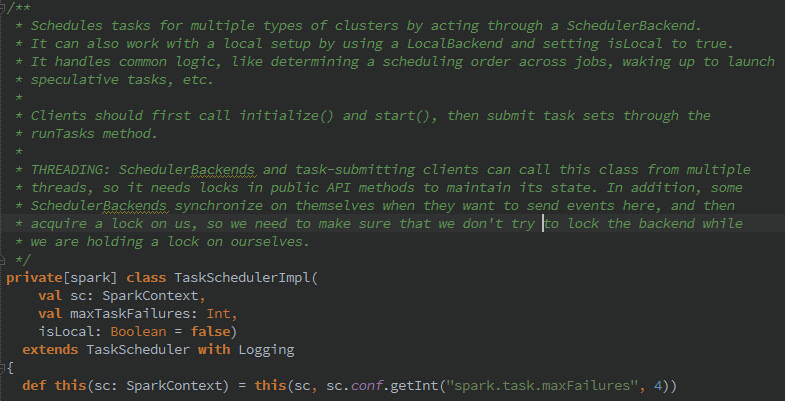 /**
 * Schedules tasks for multiple types of clusters by acting through a SchedulerBackend.
 * It can also work with a local setup by using a LocalBackend and setting isLocal to true.
 * It handles common logic, like determining a scheduling order across jobs, waking up to launch
 * speculative tasks, etc.
 *
 * Clients should first call initialize() and start(), then submit task sets through the
 * runTasks method.
 *
 * THREADING: SchedulerBackends and task-submitting clients can call this class from multiple
 * threads, so it needs locks in public API methods to maintain its state. In addition, some
 * SchedulerBackends synchronize on themselves when they want to send events here, and then
 * acquire a lock on us, so we need to make sure that we don't try to lock the backend while
 * we are holding a lock on ourselves.
 */
private[spark] class TaskSchedulerImpl(
    val sc: SparkContext,
    val maxTaskFailures: Int,
    isLocal: Boolean = false)
  extends TaskScheduler with Logging
{
  def this(sc: SparkContext) = this(sc, sc.conf.getInt("spark.task.maxFailures", 4))